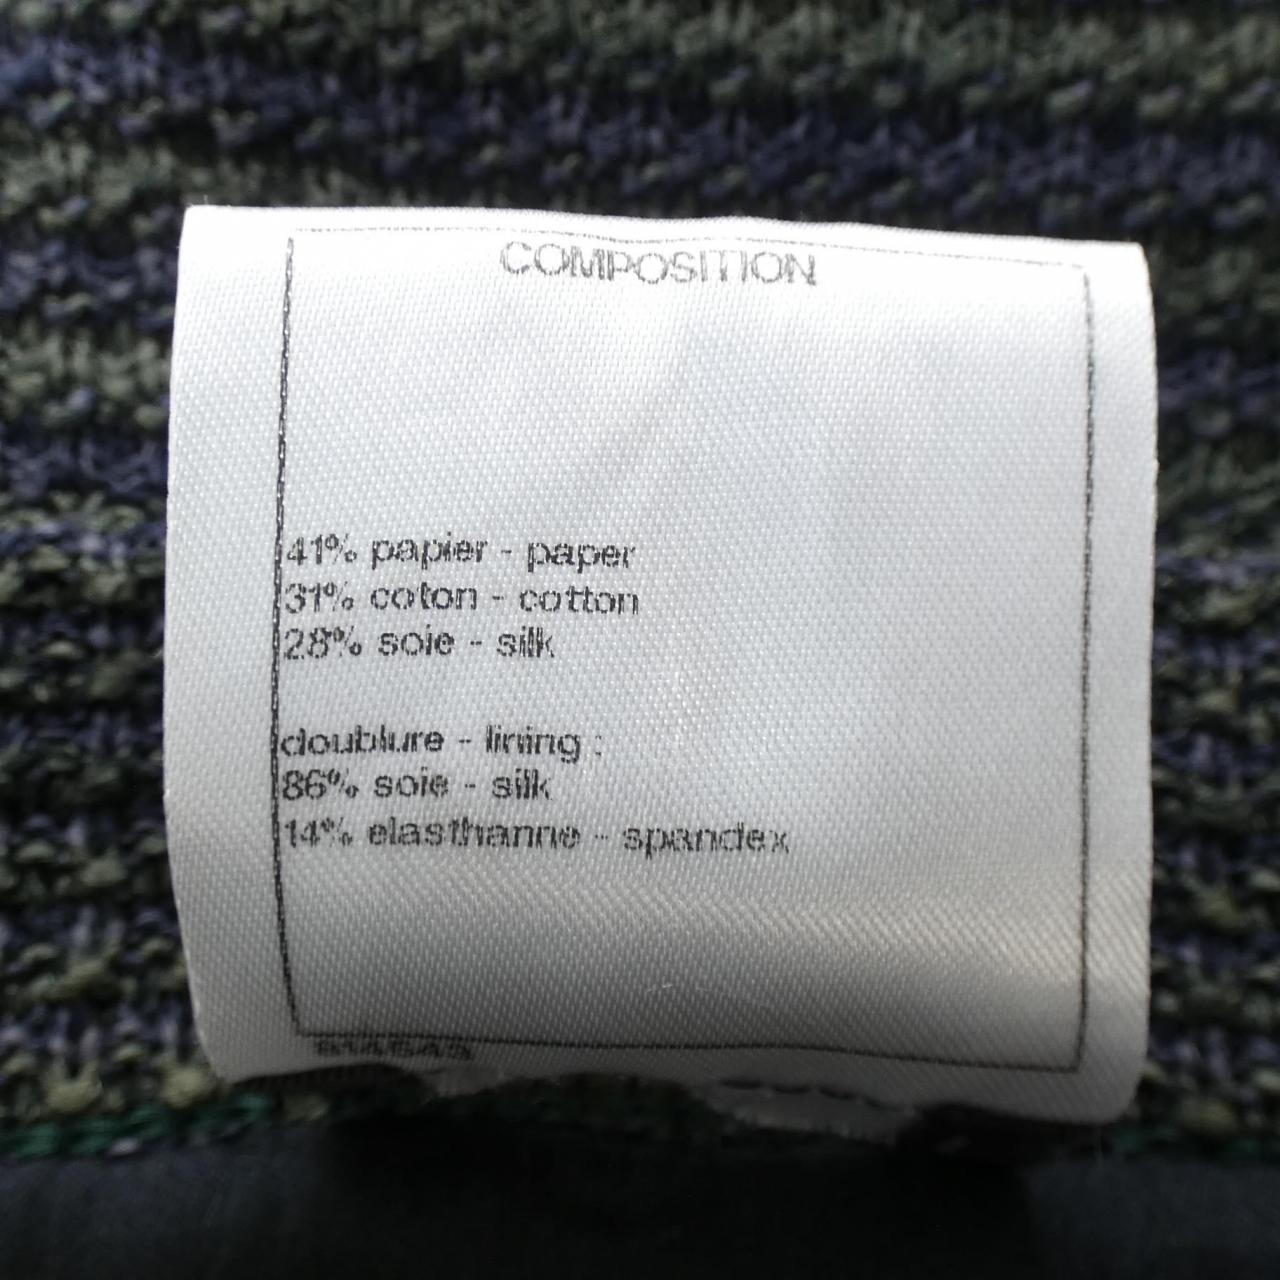 COMPOSITION
41% papier - paper
31% coton - cotton
28% soie - silk
doublure - lining :
86% soie - silk
14% elasthanne - spandex